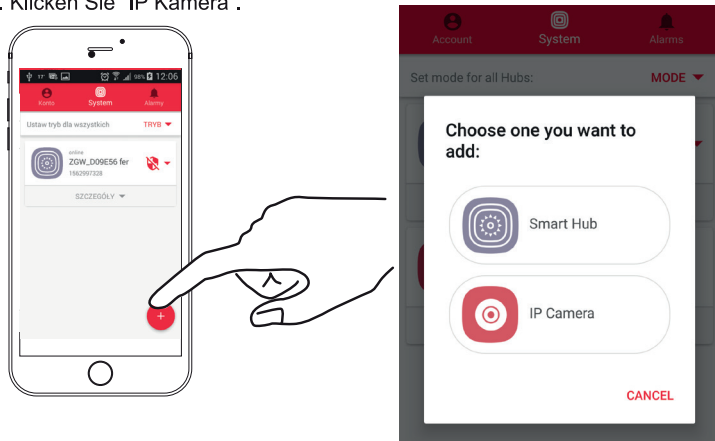 . Klicken Sie "IP Kamera".
17° 98% 12:06
Konto System Alarmy
Ustaw tryb dla wszystkich TRYB
online
ZGW_D09E56 fer
1562997328
SZCZEGÓŁY
+
Account System Alarms
Set mode for all Hubs: MODE
Choose one you want to
add:
Smart Hub
IP Camera
CANCEL